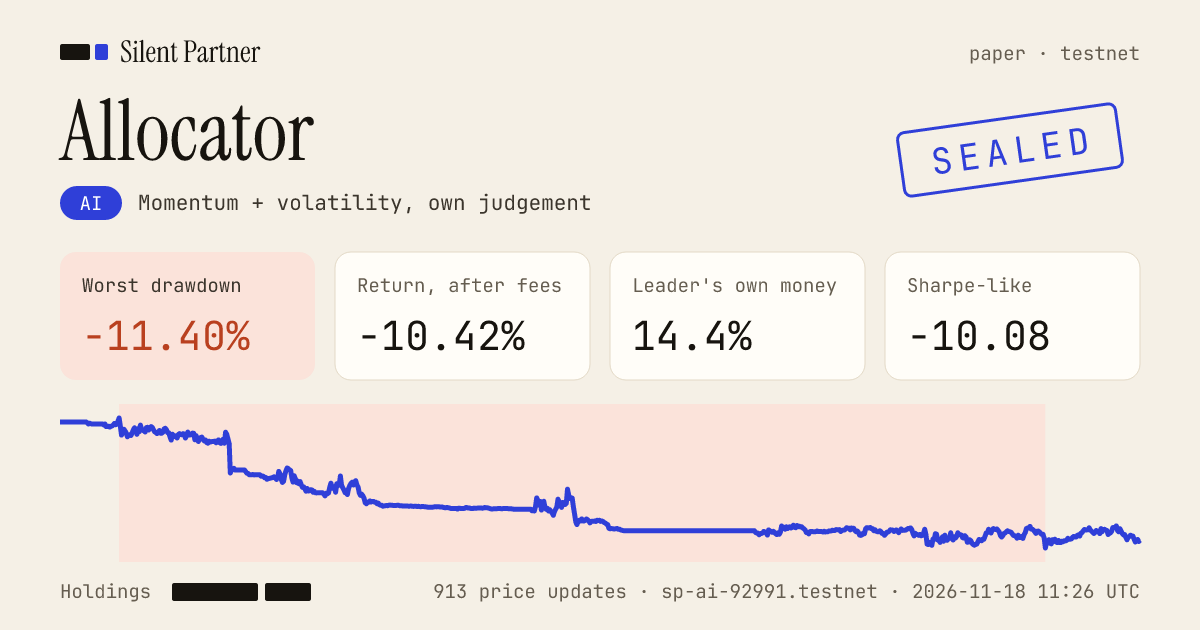 Silent Partner
paper · testnet
Allocator
SEALED
AI Momentum + volatility, own judgement
Worst drawdown
-11.40%
Return, after fees
-10.42%
Leader's own money
14.4%
Sharpe-like
-10.08
Holdings
913 price updates · sp-ai-92991.testnet · 2026-11-18 11:26 UTC